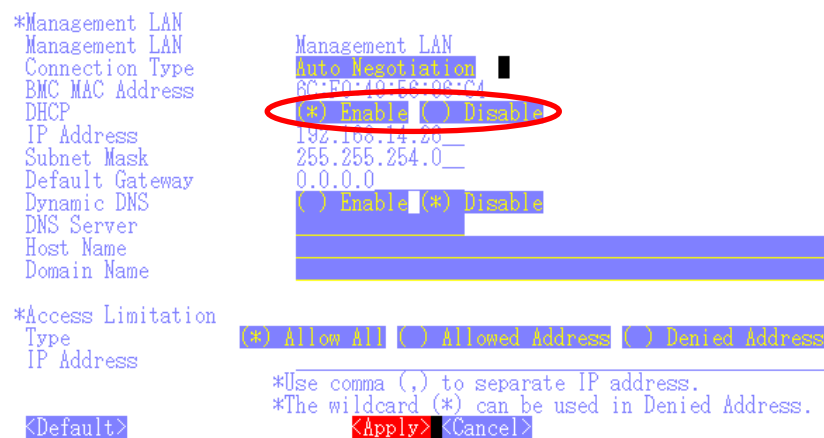 *Management LAN
Management LAN Management LAN
Connection Type Auto Negotiation
BMC MAC Address 6C:F0:49:56:06:C4
DHCP (*) Enable ( ) Disable
IP Address 192.168.14.26__
Subnet Mask 255.255.254.0__
Default Gateway 0.0.0.0
Dynamic DNS ( ) Enable (*) Disable
DNS Server
Host Name
Domain Name
*Access Limitation
Type (*) Allow All ( ) Allowed Address ( ) Denied Address
IP Address
*Use comma (,) to separate IP address.
*The wildcard (*) can be used in Denied Address.
<Default> <Apply> <Cancel>